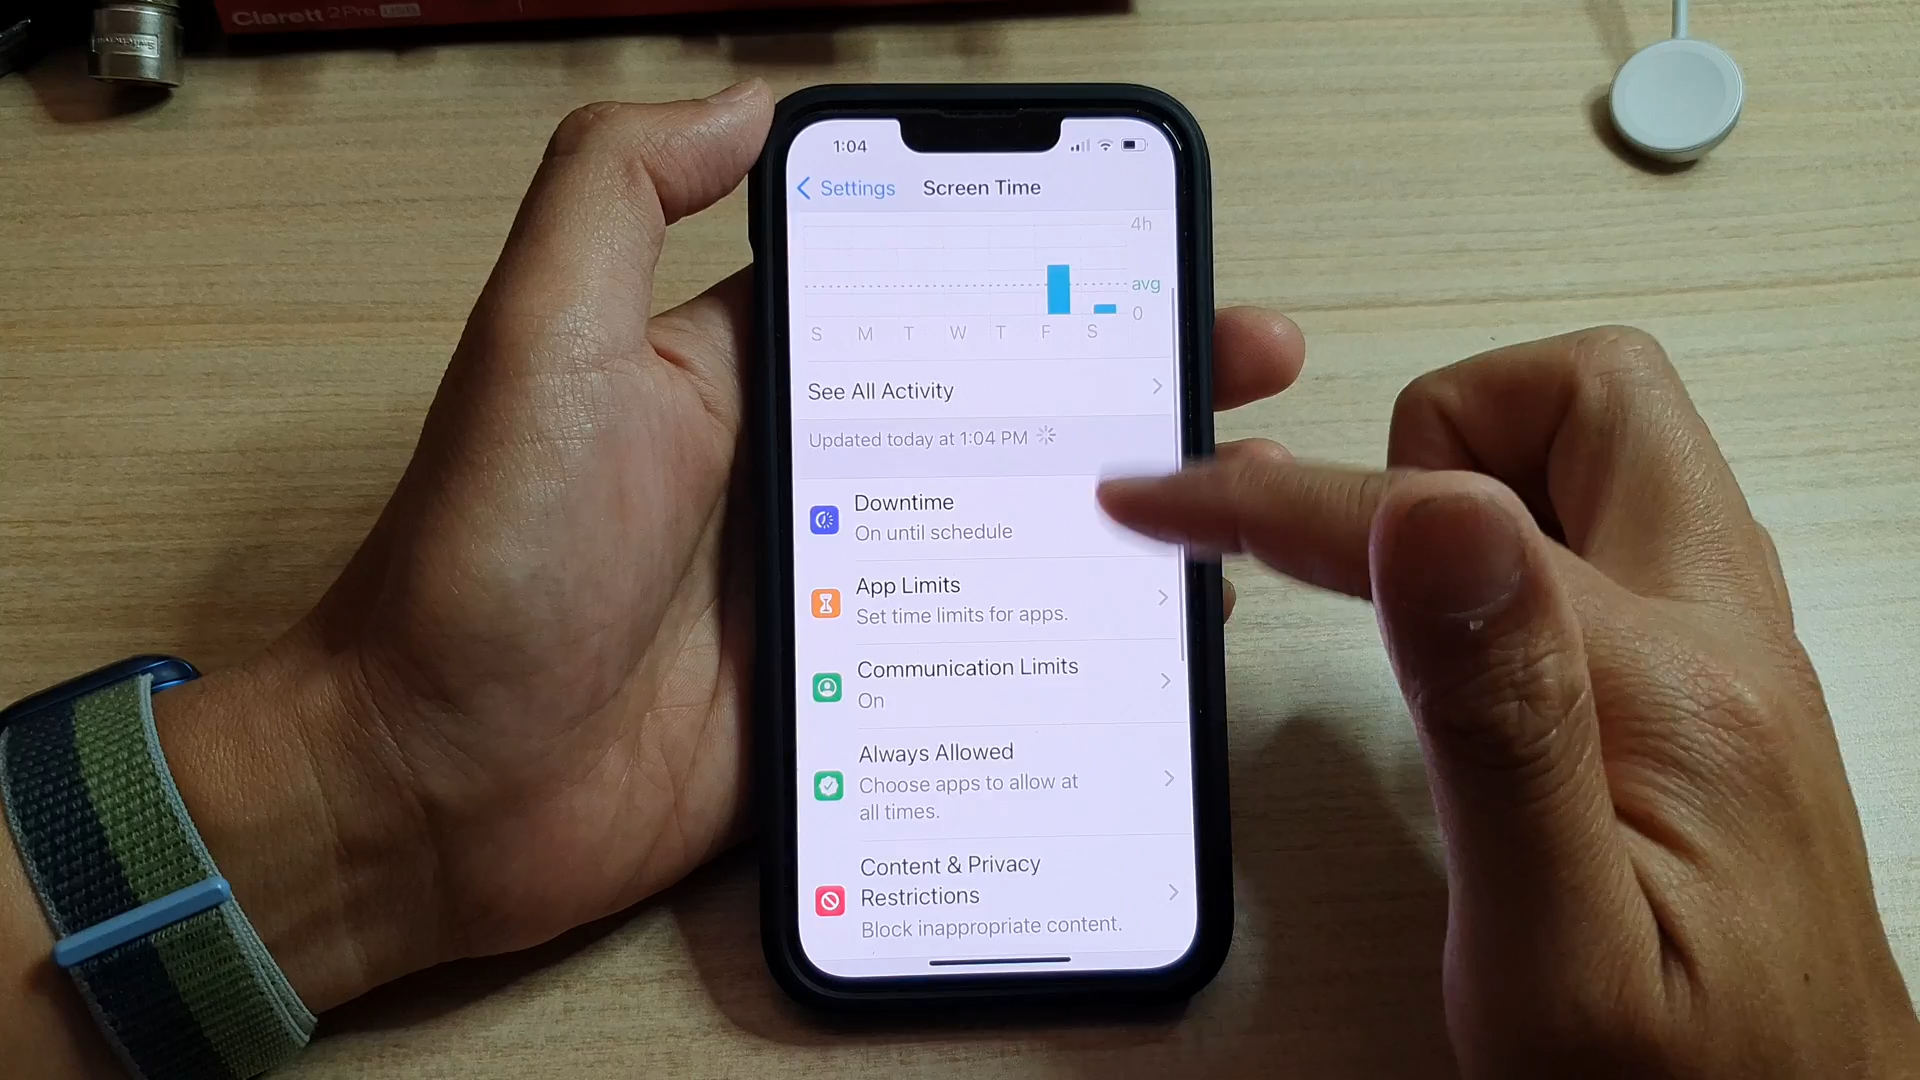 Clarett 2Pre USB
1:04
Settings
Screen Time
4h
avg
0
S M T W T F S
See All Activity
Updated today at 1:04 PM
Downtime
On until schedule
App Limits
Set time limits for apps.
Communication Limits
On
Always Allowed
Choose apps to allow at
all times.
Content & Privacy
Restrictions
Block inappropriate content.